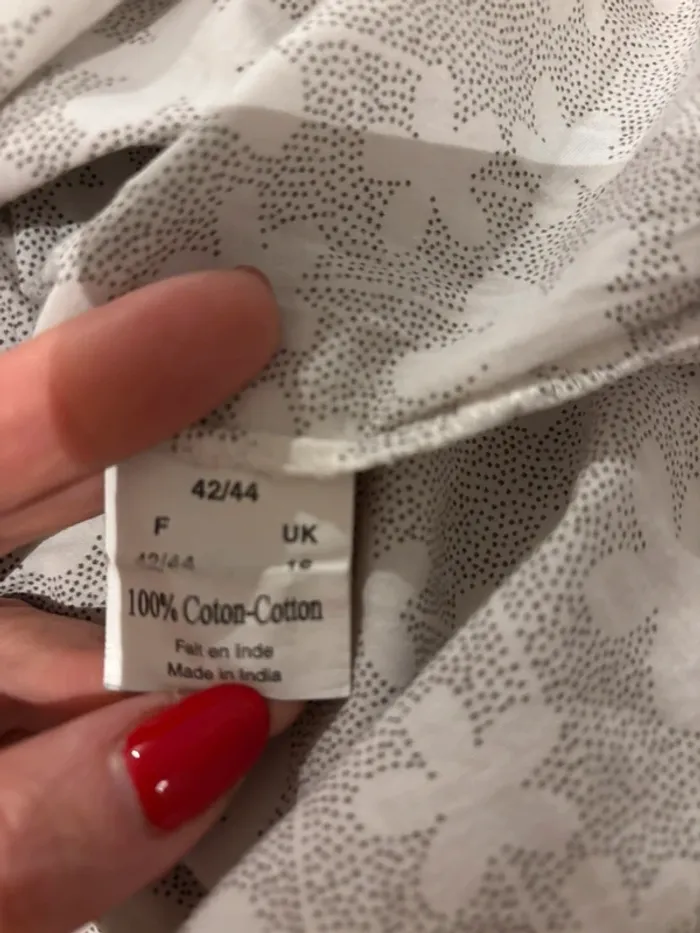 42/44
F UK
42/44
100% Coton-Cotton
Fait en Inde
Made in India